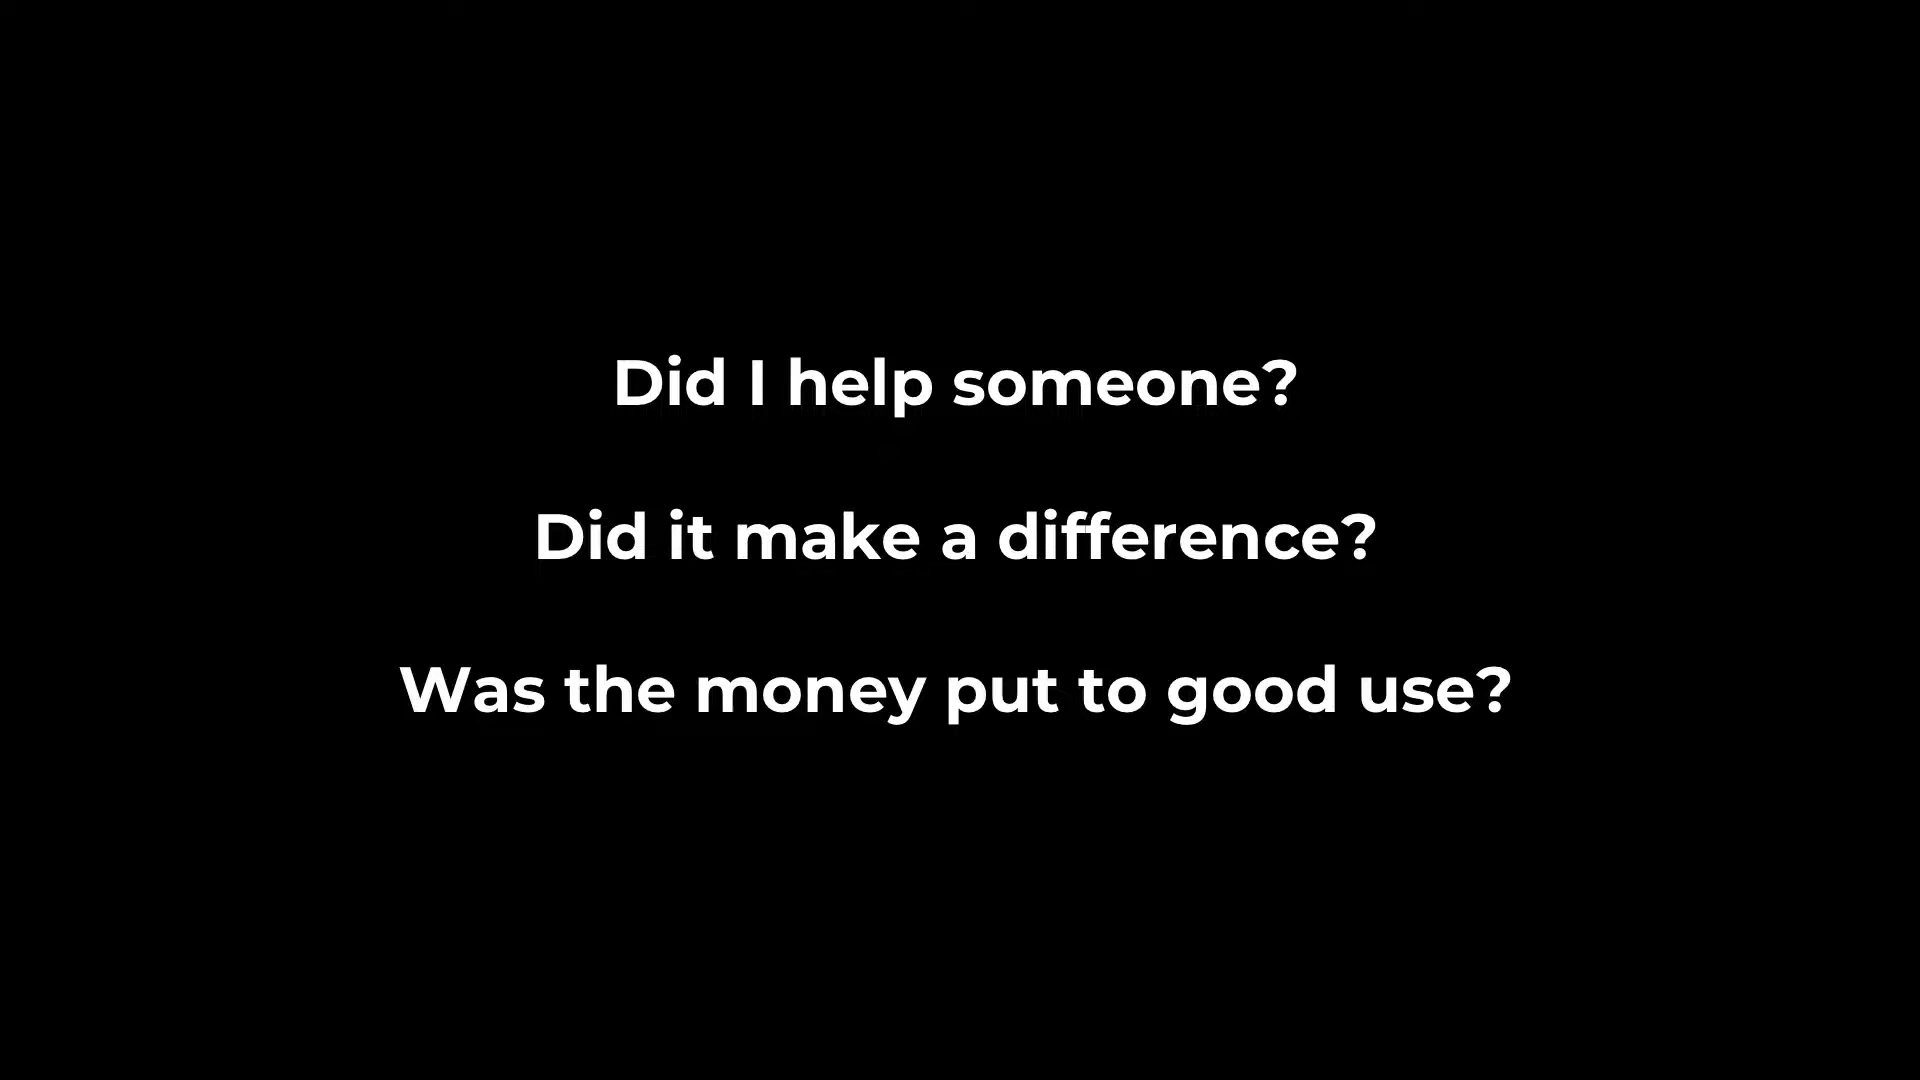 Did I help someone?
Did it make a difference?
Was the money put to good use?